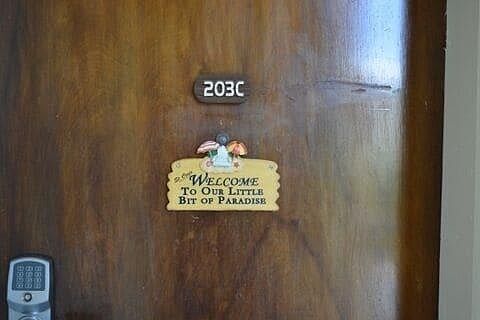 203C
WELCOME
TO OUR LITTLE
BIT OF PARADISE